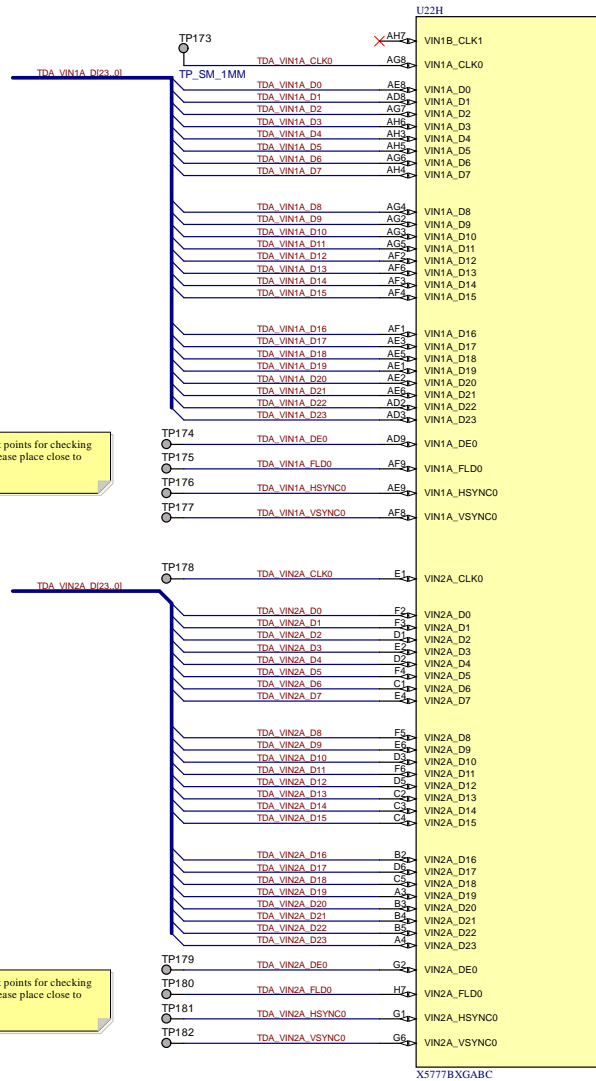 U22H
AH7 VIN1B_CLK1
TP173
TDA_VIN1A_CLK0 AG8 VIN1A_CLK0
TDA_VIN1A_D[23..0] TP_SM_1MM
TDA_VIN1A_D0 AE8 VIN1A_D0
TDA_VIN1A_D1 AD8 VIN1A_D1
TDA_VIN1A_D2 AG7 VIN1A_D2
TDA_VIN1A_D3 AH6 VIN1A_D3
TDA_VIN1A_D4 AH3 VIN1A_D4
TDA_VIN1A_D5 AH5 VIN1A_D5
TDA_VIN1A_D6 AG6 VIN1A_D6
TDA_VIN1A_D7 AH4 VIN1A_D7
TDA_VIN1A_D8 AG4 VIN1A_D8
TDA_VIN1A_D9 AG2 VIN1A_D9
TDA_VIN1A_D10 AG3 VIN1A_D10
TDA_VIN1A_D11 AG5 VIN1A_D11
TDA_VIN1A_D12 AF2 VIN1A_D12
TDA_VIN1A_D13 AF6 VIN1A_D13
TDA_VIN1A_D14 AF3 VIN1A_D14
TDA_VIN1A_D15 AF4 VIN1A_D15
TDA_VIN1A_D16 AF1 VIN1A_D16
TDA_VIN1A_D17 AE3 VIN1A_D17
TDA_VIN1A_D18 AE5 VIN1A_D18
TDA_VIN1A_D19 AE1 VIN1A_D19
TDA_VIN1A_D20 AE2 VIN1A_D20
TDA_VIN1A_D21 AE6 VIN1A_D21
TDA_VIN1A_D22 AD2 VIN1A_D22
TDA_VIN1A_D23 AD3 VIN1A_D23
TP174
TDA_VIN1A_DE0 AD9 VIN1A_DE0
points for checking
ease place close to
TP175
TDA_VIN1A_FLD0 AF9 VIN1A_FLD0
TP176
TDA_VIN1A_HSYNC0 AE9 VIN1A_HSYNC0
TP177
TDA_VIN1A_VSYNC0 AF8 VIN1A_VSYNC0
TP178
TDA_VIN2A_CLK0 E1 VIN2A_CLK0
TDA_VIN2A_D[23..0]
TDA_VIN2A_D0 F2 VIN2A_D0
TDA_VIN2A_D1 F3 VIN2A_D1
TDA_VIN2A_D2 D1 VIN2A_D2
TDA_VIN2A_D3 E2 VIN2A_D3
TDA_VIN2A_D4 D2 VIN2A_D4
TDA_VIN2A_D5 F4 VIN2A_D5
TDA_VIN2A_D6 C1 VIN2A_D6
TDA_VIN2A_D7 E4 VIN2A_D7
TDA_VIN2A_D8 F5 VIN2A_D8
TDA_VIN2A_D9 E6 VIN2A_D9
TDA_VIN2A_D10 D3 VIN2A_D10
TDA_VIN2A_D11 F6 VIN2A_D11
TDA_VIN2A_D12 D5 VIN2A_D12
TDA_VIN2A_D13 C2 VIN2A_D13
TDA_VIN2A_D14 C3 VIN2A_D14
TDA_VIN2A_D15 C4 VIN2A_D15
TDA_VIN2A_D16 B2 VIN2A_D16
TDA_VIN2A_D17 D6 VIN2A_D17
TDA_VIN2A_D18 C5 VIN2A_D18
TDA_VIN2A_D19 A3 VIN2A_D19
TDA_VIN2A_D20 B3 VIN2A_D20
TDA_VIN2A_D21 B4 VIN2A_D21
TDA_VIN2A_D22 B5 VIN2A_D22
TDA_VIN2A_D23 A4 VIN2A_D23
TP179
TDA_VIN2A_DE0 G2 VIN2A_DE0
points for checking
ease place close to
TP180
TDA_VIN2A_FLD0 H7 VIN2A_FLD0
TP181
TDA_VIN2A_HSYNC0 G1 VIN2A_HSYNC0
TP182
TDA_VIN2A_VSYNC0 G6 VIN2A_VSYNC0
X5777BXGABC